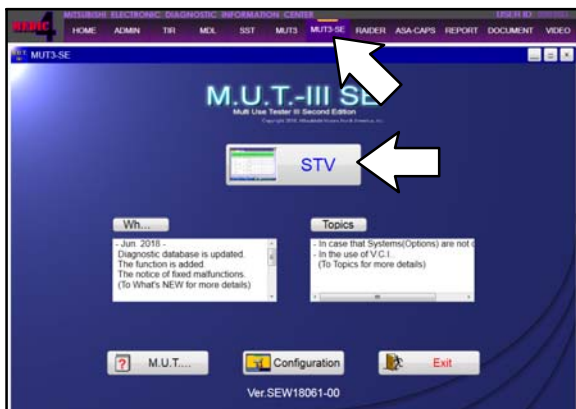 MEDIC 4
MITSUBISHI ELECTRONIC DIAGNOSTIC INFORMATION CENTER
USER ID
HOME ADMIN TIR MDL SST MUT3 MUT3-SE RAIDER ASA-CAPS REPORT DOCUMENT VIDEO
MUT3-SE
M.U.T.-III SE
Multi Use Tester III Second Edition
STV
Wh...
- Jun. 2018 -
Diagnostic database is updated.
The function is added.
The notice of fixed malfunctions.
(To What's NEW for more details)
Topics
- In case that Systems(Options) are not
- In the use of V.C.I.
(To Topics for more details)
M.U.T....
Configuration
Exit
Ver.SEW18061-00